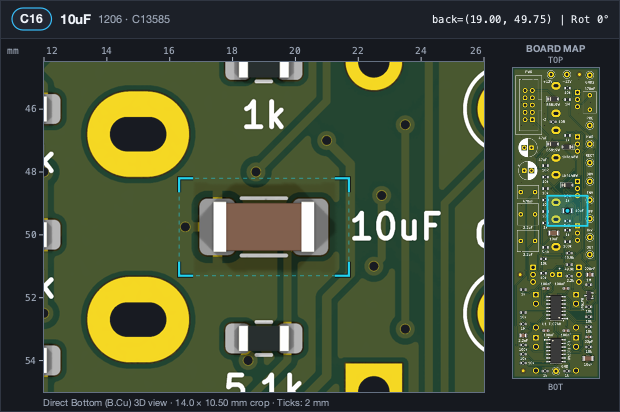 C16 10uF 1206 · C13585 back=(19.00, 49.75) | Rot 0°
mm 12 14 16 18 20 22 24 26 BOARD MAP
TOP
46
1k
48
50
10uF
52
54
5.1k
BOT
Direct Bottom (B.Cu) 3D view · 14.0 × 10.50 mm crop · Ticks: 2 mm